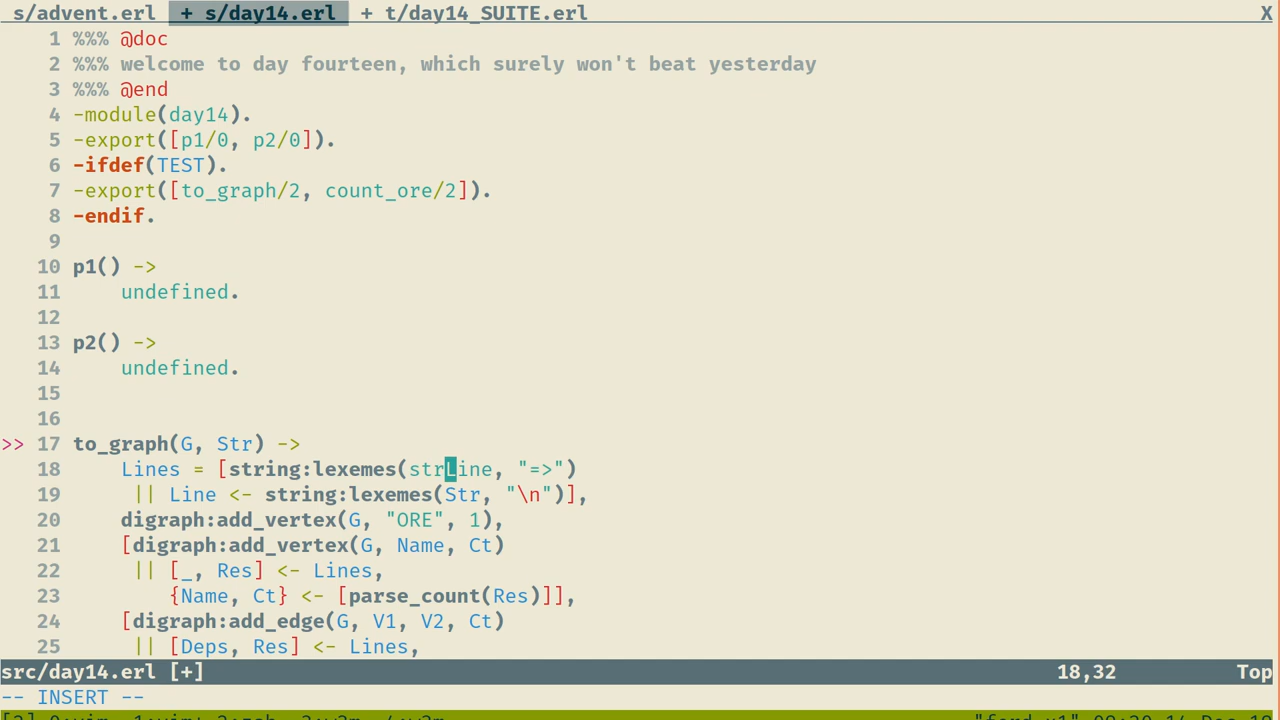 s/advent.erl + s/day14.erl + t/day14_SUITE.erl X
1 %%% @doc
2 %%% welcome to day fourteen, which surely won't beat yesterday
3 %%% @end
4 -module(day14).
5 -export([p1/0, p2/0]).
6 -ifdef(TEST).
7 -export([to_graph/2, count_ore/2]).
8 -endif.
9
10 p1() ->
11     undefined.
12
13 p2() ->
14     undefined.
15
16
>> 17 to_graph(G, Str) ->
18     Lines = [string:lexemes(strLine, "=>")
19      || Line <- string:lexemes(Str, "\n")],
20     digraph:add_vertex(G, "ORE", 1),
21     [digraph:add_vertex(G, Name, Ct)
22      || [_, Res] <- Lines,
23         {Name, Ct} <- [parse_count(Res)]],
24     [digraph:add_edge(G, V1, V2, Ct)
25      || [Deps, Res] <- Lines,
src/day14.erl [+] 18,32 Top
-- INSERT --